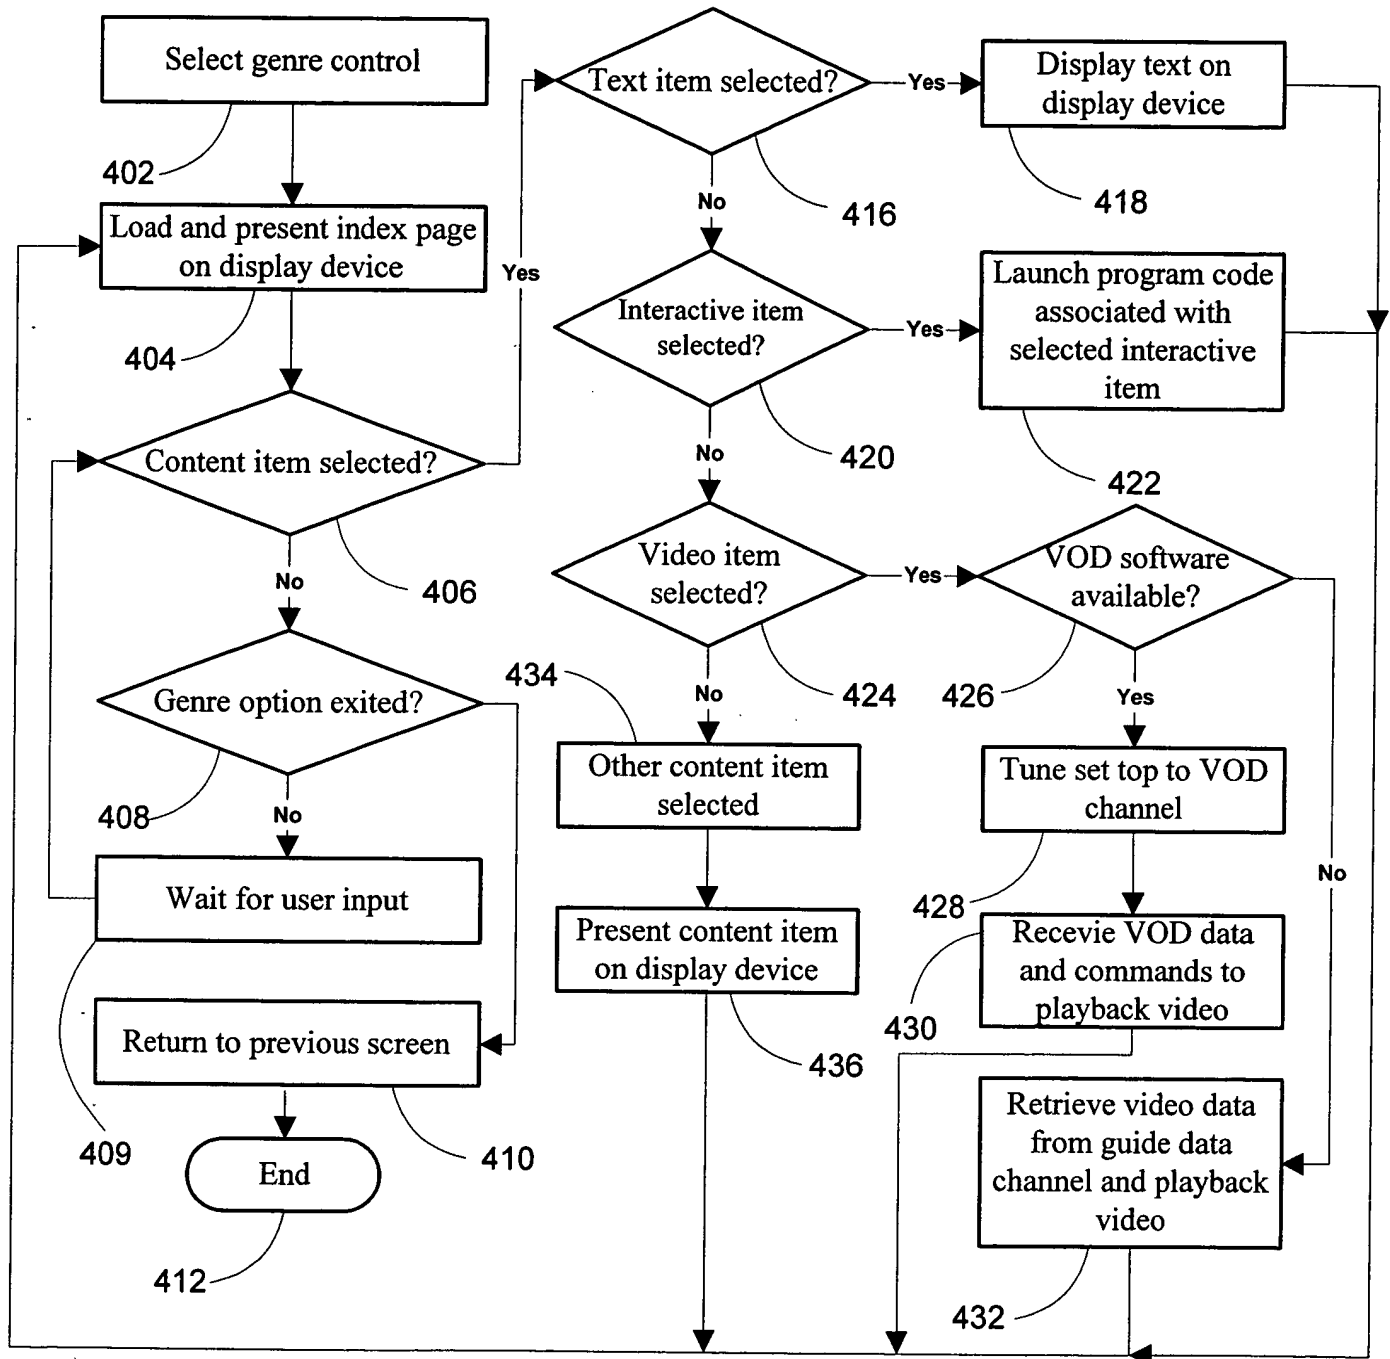 Select genre control
402
Load and present index page
on display device
404
Content item selected?
Yes
406
No
Genre option exited?
408
No
Wait for user input
409
Return to previous screen
410
End
412
Text item selected?
Yes
416
No
Display text on
display device
418
Interactive item
selected?
Yes
420
No
Launch program code
associated with
selected interactive
item
422
Video item
selected?
Yes
424
No
VOD software
available?
426
Yes
No
434
Other content item
selected
Present content item
on display device
436
Tune set top to VOD
channel
428
Recevie VOD data
and commands to
playback video
430
Retrieve video data
from guide data
channel and playback
video
432